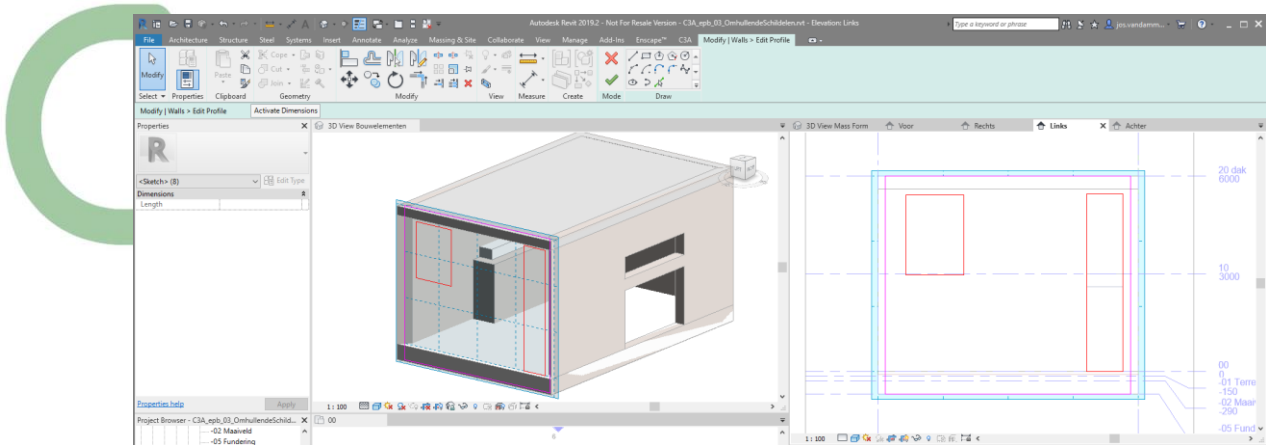 Autodesk Revit 2019.2 - Not For Resale Version - C3A_epb_03_OmhullendeSchildelen.rvt - Elevation: Links
Type a keyword or phrase
jos.vandamm...
File Architecture Structure Steel Systems Insert Annotate Analyze Massing & Site Collaborate View Manage Add-Ins Enscape™ C3A Modify | Walls > Edit Profile
Modify
Paste
Cope
Cut
Join
Select Properties Clipboard Geometry Modify View Measure Create Mode Draw
Modify | Walls > Edit Profile Activate Dimensions
Properties X
3D View Bouwelementen
3D View Mass Form Voor Rechts Links X Achter
R
<Sketch> (8) Edit Type
Dimensions
Length
20 dak
6000
10
3000
00
0
-01 Terre
-150
-02 Maai
-290
-05 Fund
Properties help Apply
1 : 100
Project Browser - C3A_epb_03_OmhullendeSchild... X
00
-02 Maaiveld
-05 Fundering
1 : 100